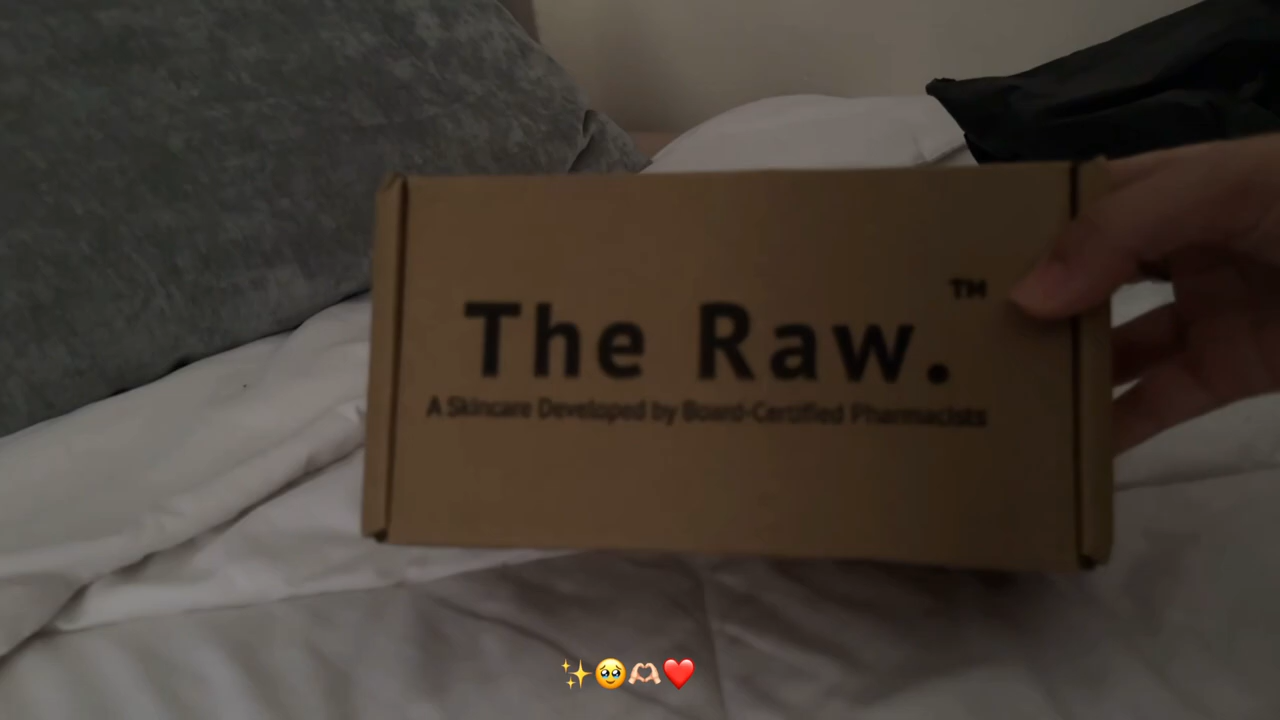 The Raw.™
A Skincare Developed by Board-Certified Pharmacists
✨🥹🫶🏻❤️